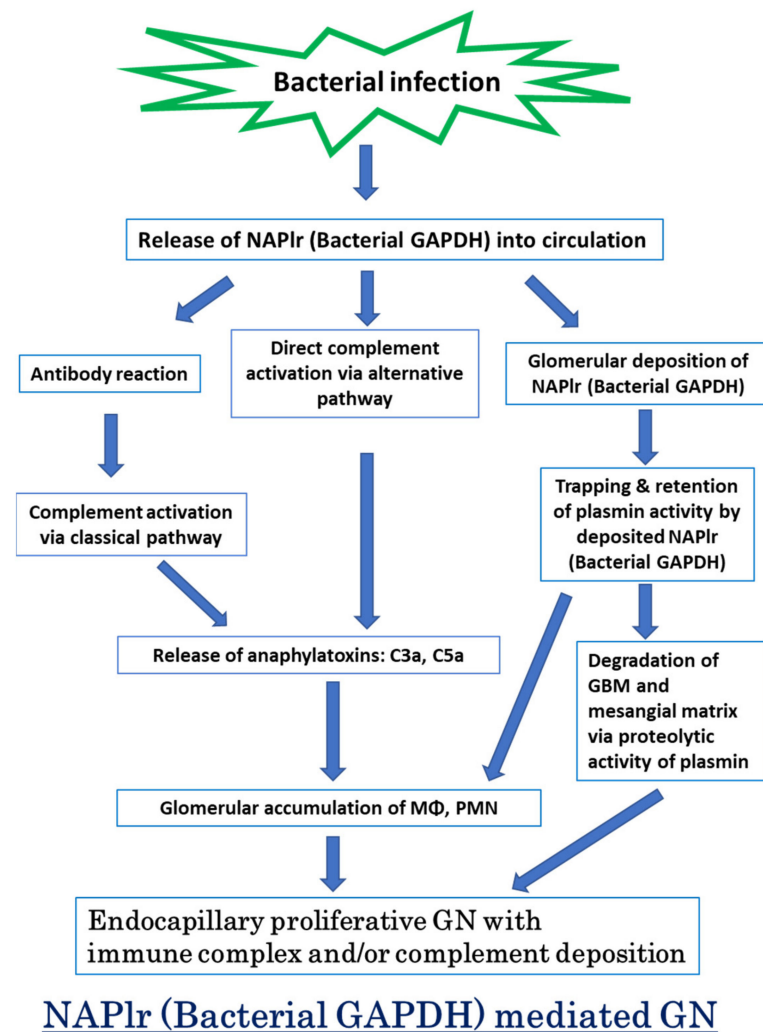 Bacterial infection
Release of NAPlr (Bacterial GAPDH) into circulation
Antibody reaction
Direct complement
activation via alternative
pathway
Glomerular deposition of
NAPlr (Bacterial GAPDH)
Complement activation
via classical pathway
Trapping & retention
of plasmin activity by
deposited NAPlr
(Bacterial GAPDH)
Release of anaphylatoxins: C3a, C5a
Degradation of
GBM and
mesangial matrix
via proteolytic
activity of plasmin
Glomerular accumulation of MΦ, PMN
Endocapillary proliferative GN with
immune complex and/or complement deposition
NAPlr (Bacterial GAPDH) mediated GN